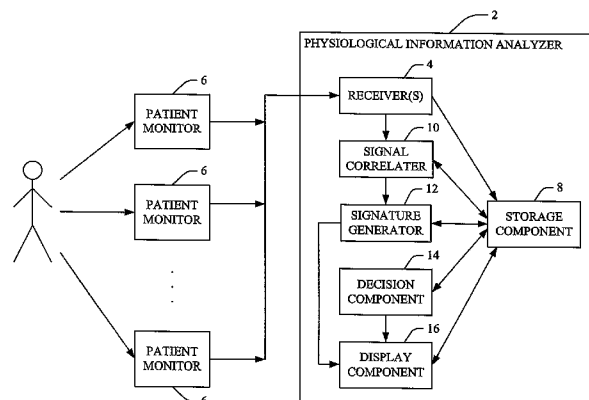 2
PHYSIOLOGICAL INFORMATION ANALYZER
6
PATIENT
MONITOR
4
RECEIVER(S)
10
SIGNAL
CORRELATER
6
PATIENT
MONITOR
12
SIGNATURE
GENERATOR
8
STORAGE
COMPONENT
14
DECISION
COMPONENT
16
DISPLAY
COMPONENT
PATIENT
MONITOR
6